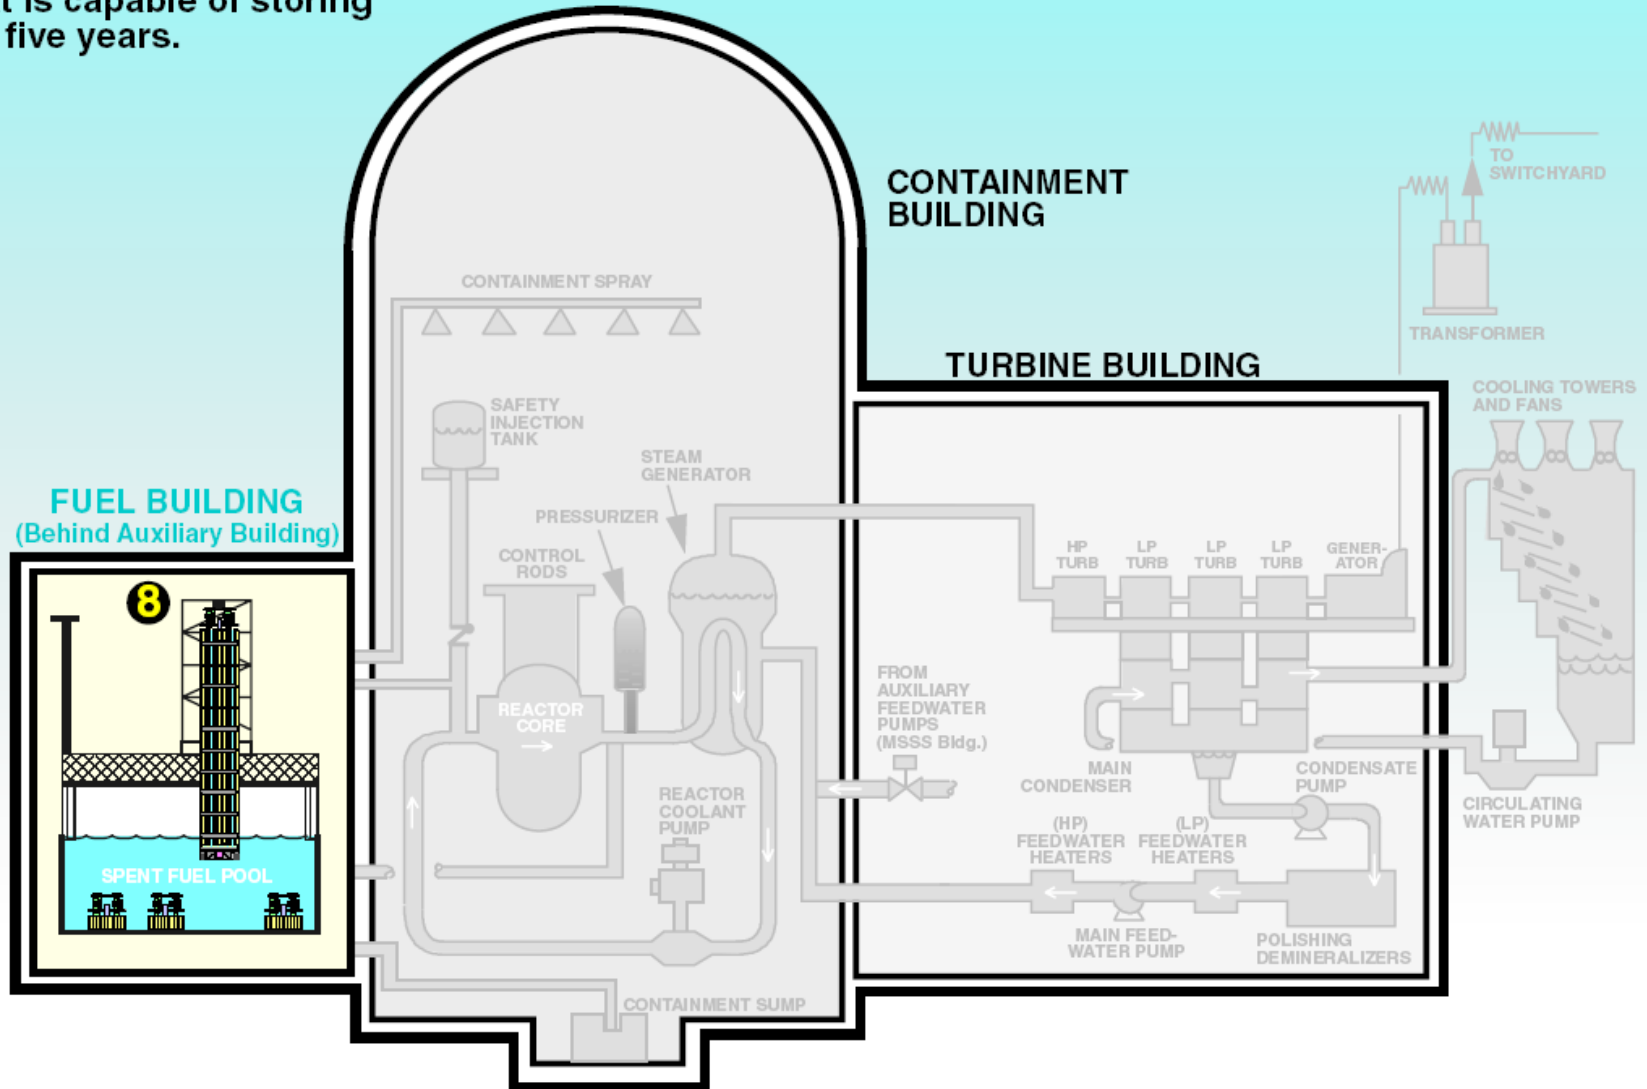 t is capable of storing
five years.
CONTAINMENT
BUILDING
TO
SWITCHYARD
TRANSFORMER
CONTAINMENT SPRAY
TURBINE BUILDING
COOLING TOWERS
AND FANS
SAFETY
INJECTION
TANK
STEAM
GENERATOR
FUEL BUILDING
(Behind Auxiliary Building)
PRESSURIZER
CONTROL
RODS
HP
TURB
LP
TURB
LP
TURB
LP
TURB
GENER-
ATOR
8
REACTOR
CORE
FROM
AUXILIARY
FEEDWATER
PUMPS
(MSSS Bldg.)
MAIN
CONDENSER
CONDENSATE
PUMP
CIRCULATING
WATER PUMP
REACTOR
COOLANT
PUMP
(HP)
FEEDWATER
HEATERS
(LP)
FEEDWATER
HEATERS
SPENT FUEL POOL
MAIN FEED-
WATER PUMP
POLISHING
DEMINERALIZERS
CONTAINMENT SUMP